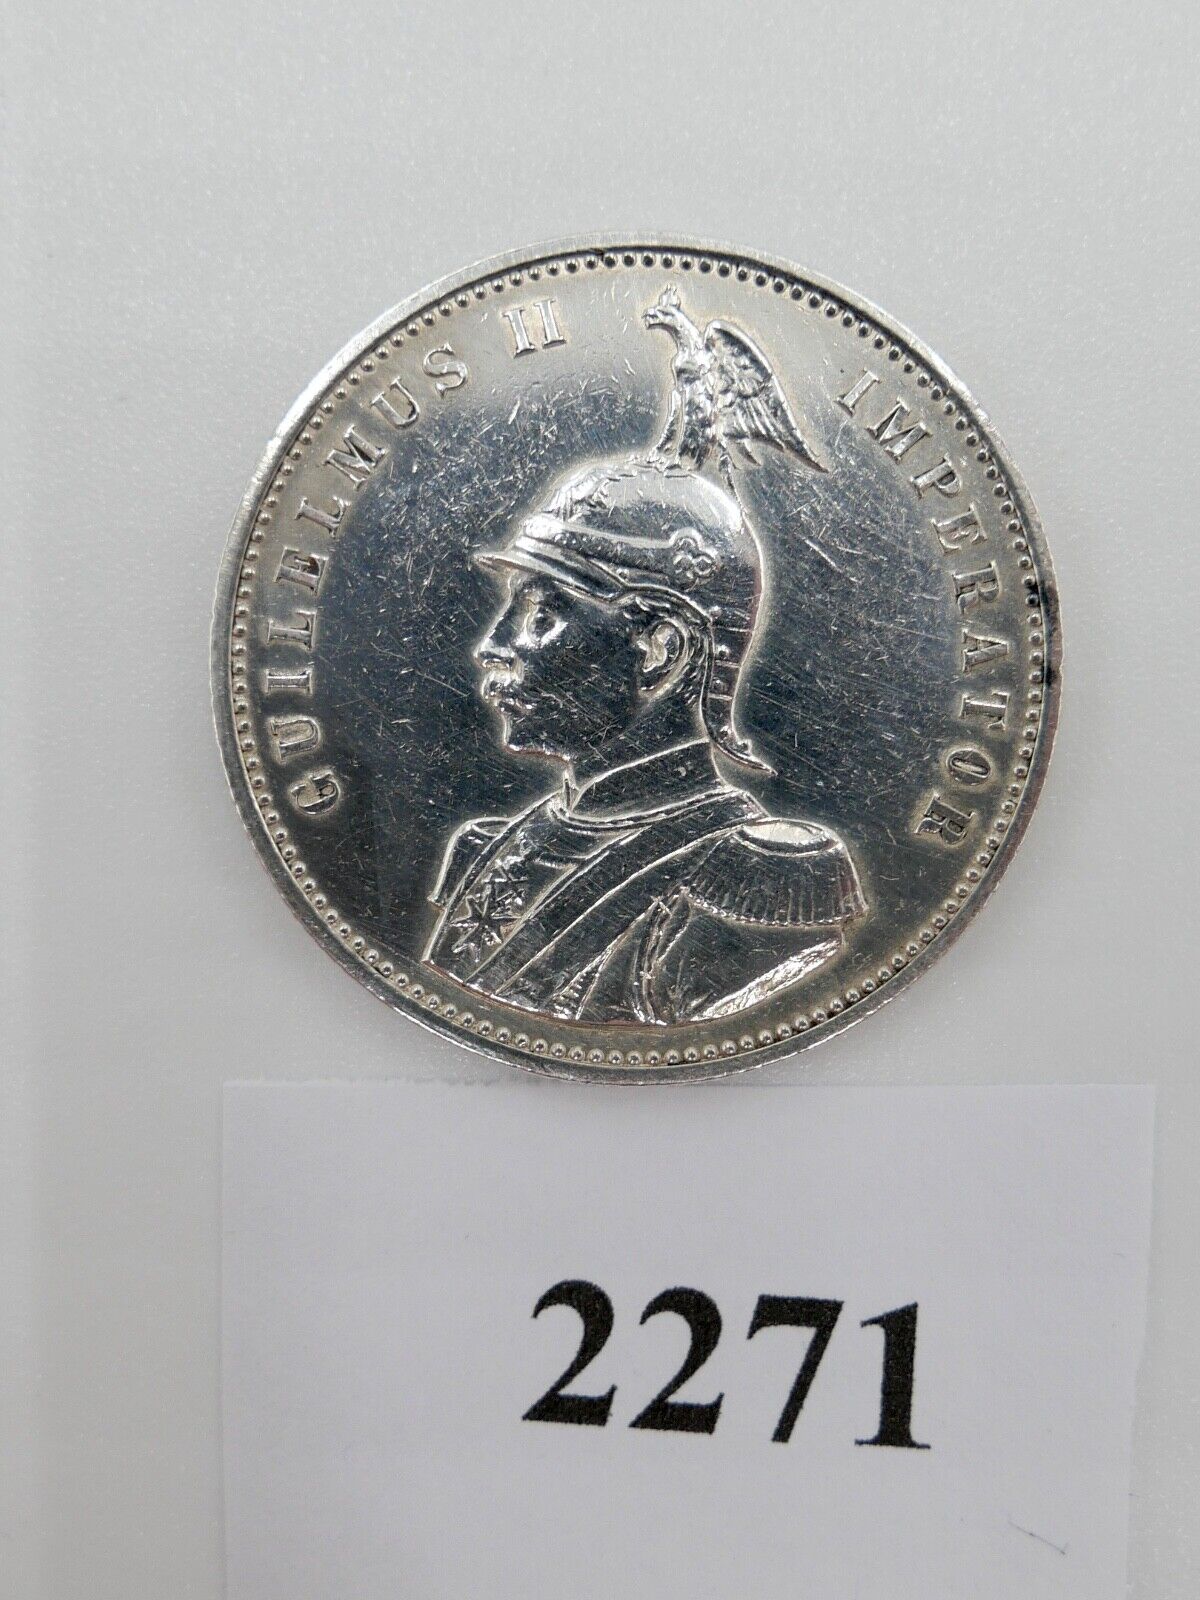 GUILELMUS II IMPERATOR
2271